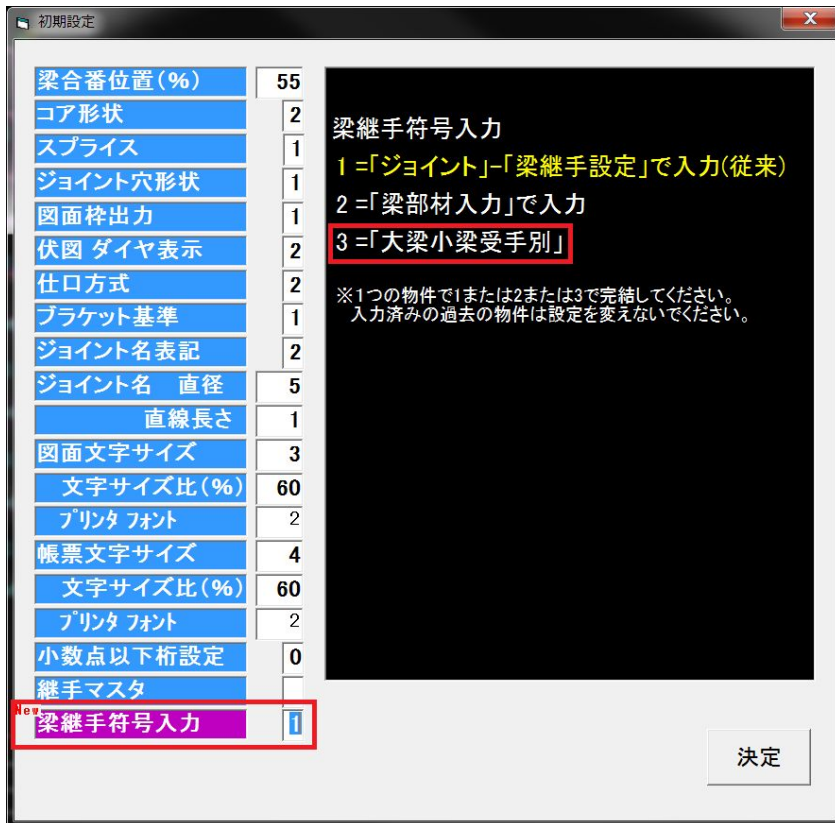 初期設定
梁合番位置(%) 55
コア形状 2
スプライス 1
ジョイント穴形状 1
図面枠出力 1
伏図 ダイヤ表示 2
仕口方式 2
ブラケット基準 1
ジョイント名表記 2
ジョイント名 直径 5
直線長さ 1
図面文字サイズ 3
文字サイズ比(%) 60
プリンタ フォント 2
帳票文字サイズ 4
文字サイズ比(%) 60
プリンタ フォント 2
小数点以下桁設定 0
継手マスタ
New
梁継手符号入力 1
梁継手符号入力
1 =「ジョイント」-「梁継手設定」で入力(従来)
2 =「梁部材入力」で入力
3 =「大梁小梁受手別」
※1つの物件で1または2または3で完結してください。
入力済みの過去の物件は設定を変えないでください。
決定